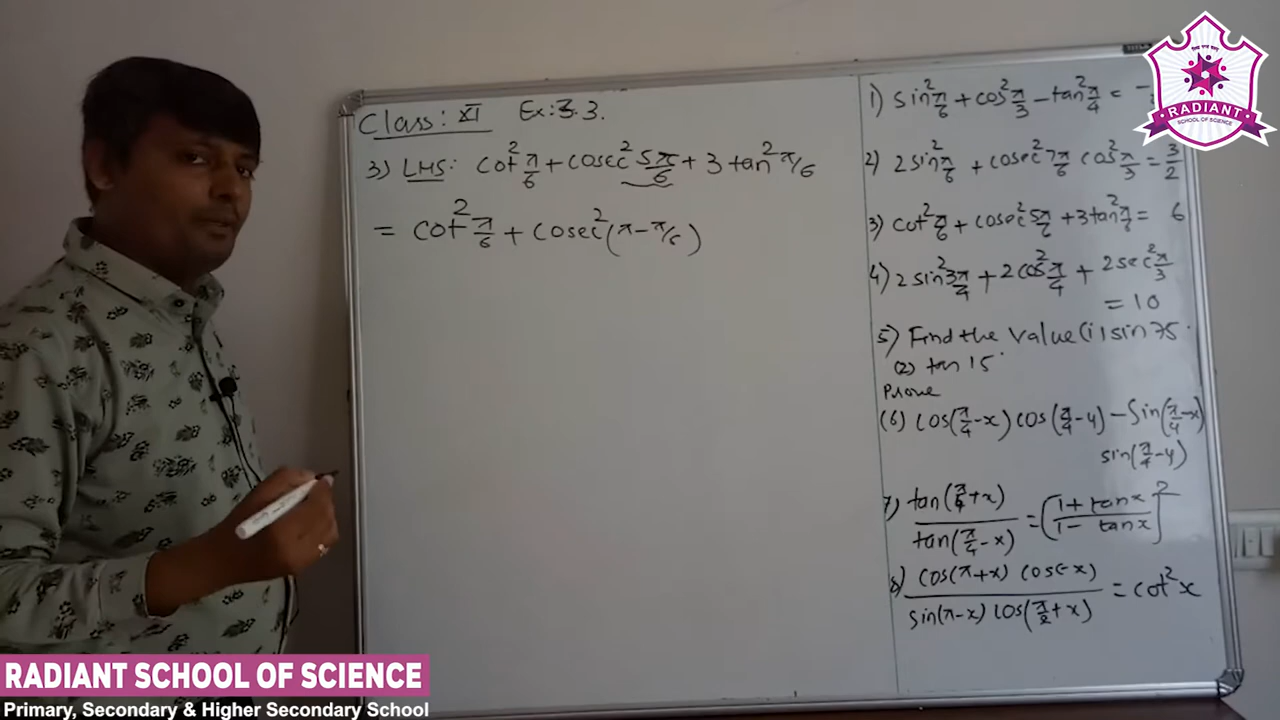 Class: XI Ex: 3.3.
3) LHS: cot² π/6 + cosec² 5π/6 + 3 tan² π/6
= cot² π/6 + cosec² (π - π/6)
1) sin² π/6 + cos² π/3 - tan² π/4 = -
2) 2 sin² π/6 + cosec² 7π/6 cos² π/3 = 3/2
3) cot² π/6 + cosec² 5π/6 + 3 tan² π/6 = 6
4) 2 sin² 3π/4 + 2 cos² π/4 + 2 sec² π/3
= 10
5) Find the value (i) sin 75°
(2) tan 15°
Prove
(6) cos(π/4 - x) cos(π/4 - y) - sin(π/4 - x)
sin(π/4 - y)
7) tan(π/4 + x) / tan(π/4 - x) = (1 + tan x / 1 - tan x)²
8) cos(π + x) cos(- x) / sin(π - x) cos(π/2 + x) = cot² x
RADIANT
SCHOOL OF SCIENCE
RADIANT SCHOOL OF SCIENCE
Primary, Secondary & Higher Secondary School